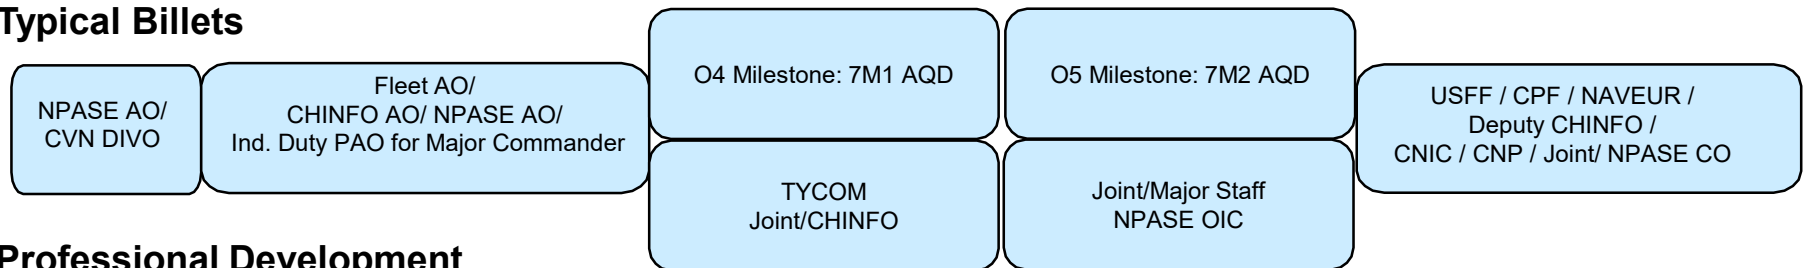 Typical Billets
NPASE AO/
CVN DIVO
Fleet AO/
CHINFO AO/ NPASE AO/
Ind. Duty PAO for Major Commander
O4 Milestone: 7M1 AQD
TYCOM
Joint/CHINFO
O5 Milestone: 7M2 AQD
Joint/Major Staff
NPASE OIC
USFF / CPF / NAVEUR /
Deputy CHINFO /
CNIC / CNP / Joint/ NPASE CO
Professional Development